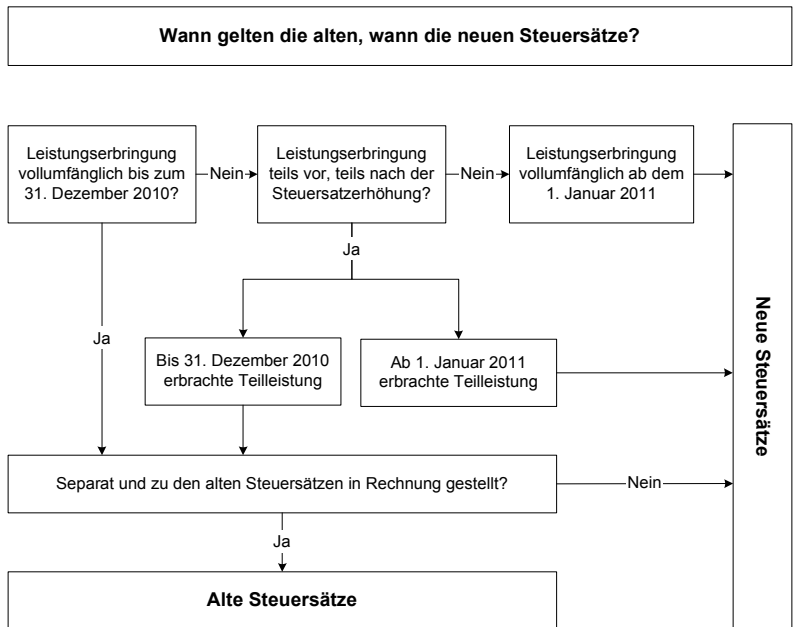 Wann gelten die alten, wann die neuen Steuersätze?
Leistungserbringung
vollumfänglich bis zum
31. Dezember 2010?
Nein
Leistungserbringung
teils vor, teils nach der
Steuersatzerhöhung?
Nein
Leistungserbringung
vollumfänglich ab dem
1. Januar 2011
Ja
Ja
Bis 31. Dezember 2010
erbrachte Teilleistung
Ab 1. Januar 2011
erbrachte Teilleistung
Neue Steuersätze
Separat und zu den alten Steuersätzen in Rechnung gestellt?
Nein
Ja
Alte Steuersätze